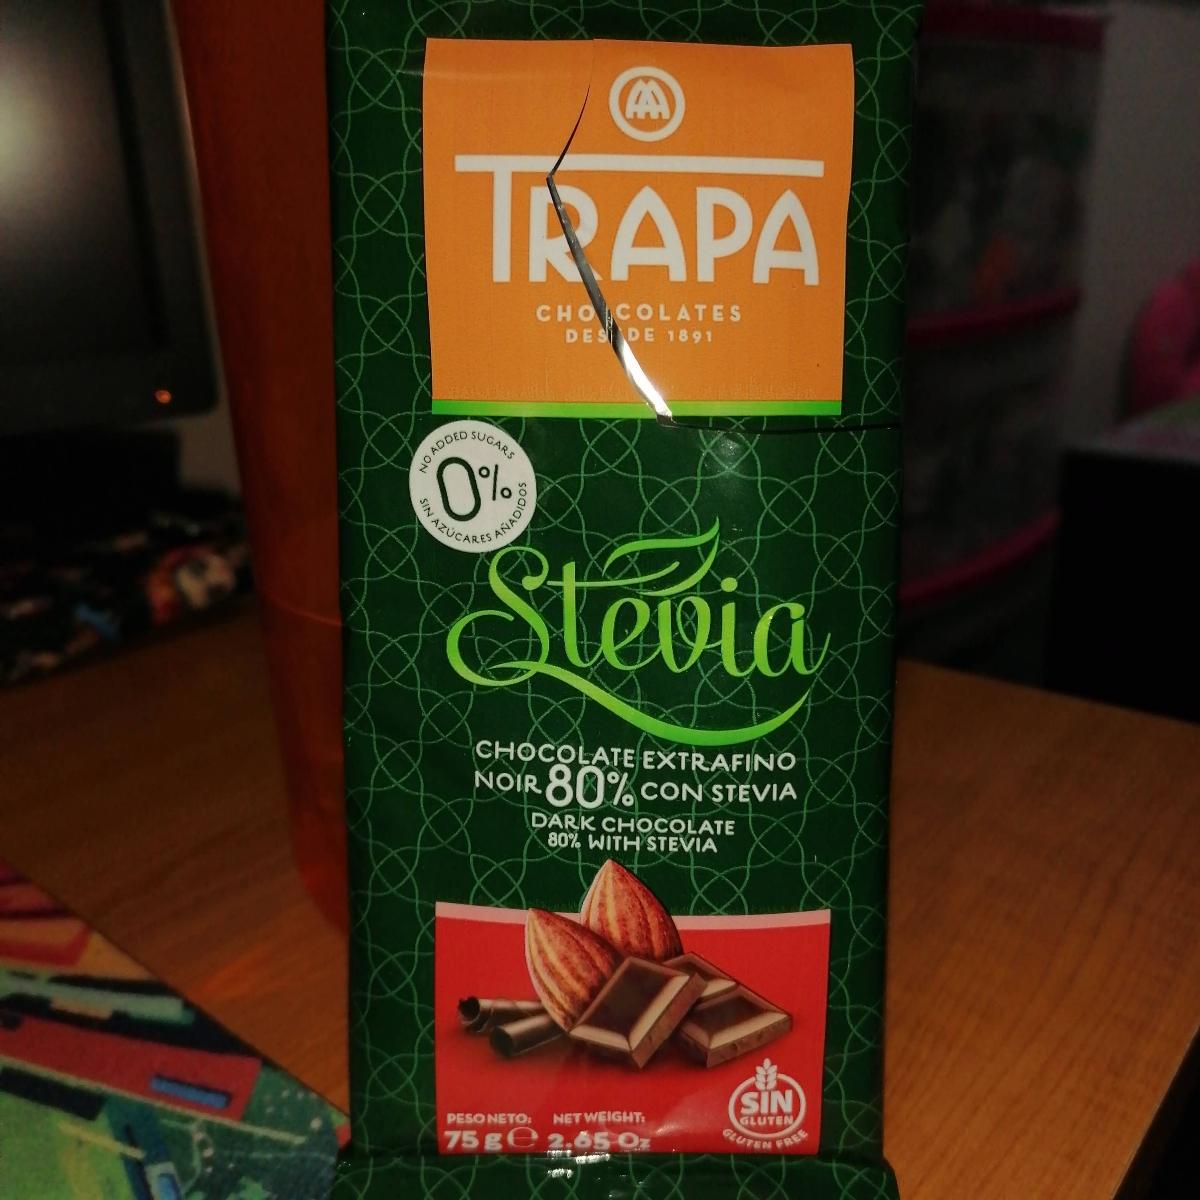 TRAPA
CHOCOLATES
DESDE 1891
NO ADDED SUGARS
0%
SIN AZÚCARES AÑADIDOS
Stevia
CHOCOLATE EXTRAFINO
NOIR 80% CON STEVIA
DARK CHOCOLATE
80% WITH STEVIA
SIN
GLUTEN
GLUTEN FREE
PESO NETO: NET WEIGHT:
75 g ℮ 2.65 Oz